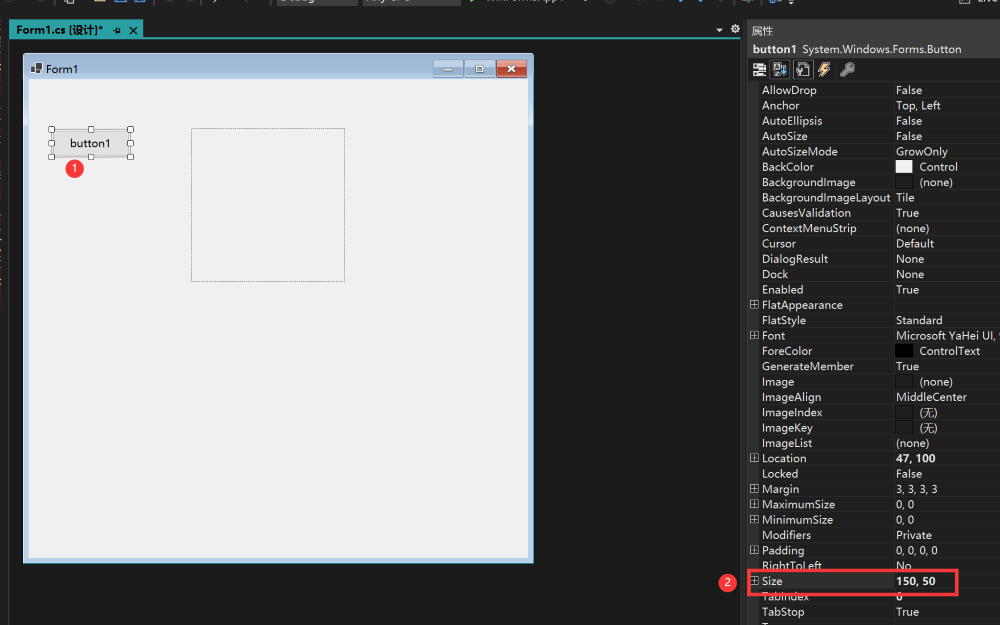 Form1.cs [设计]*
属性
button1 System.Windows.Forms.Button
Form1
button1
1
AllowDrop False
Anchor Top, Left
AutoEllipsis False
AutoSize False
AutoSizeMode GrowOnly
BackColor Control
BackgroundImage (none)
BackgroundImageLayout Tile
CausesValidation True
ContextMenuStrip (none)
Cursor Default
DialogResult None
Dock None
Enabled True
FlatAppearance
FlatStyle Standard
Font Microsoft YaHei UI,
ForeColor ControlText
GenerateMember True
Image (none)
ImageAlign MiddleCenter
ImageIndex (无)
ImageKey (无)
ImageList (none)
Location 47, 100
Locked False
Margin 3, 3, 3, 3
MaximumSize 0, 0
MinimumSize 0, 0
Modifiers Private
Padding 0, 0, 0, 0
RightToLeft No
2
Size 150, 50
TabIndex 0
TabStop True